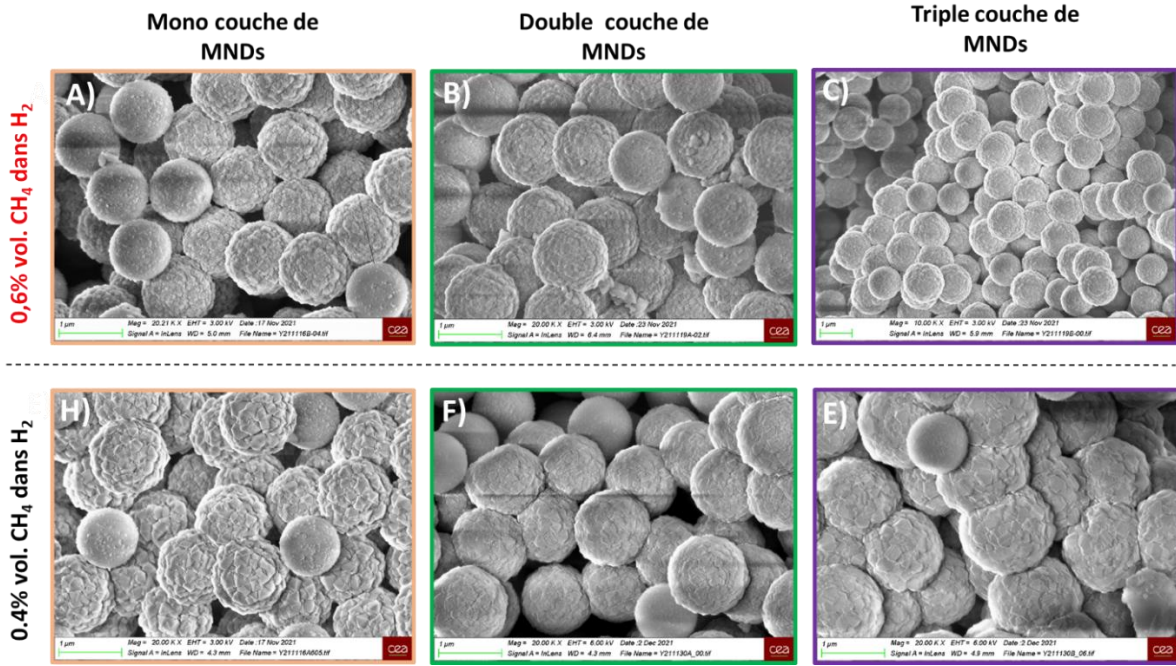 Mono couche de
MNDs
Double couche de
MNDs
Triple couche de
MNDs
0,6% vol. CH₄ dans H₂
A)
1 µm
Mag = 20.21 K X EHT = 3.00 kV Date :17 Nov 2021
Signal A = InLens WD = 5.0 mm File Name = Y211116B-04.tif
cea
B)
1 µm
Mag = 20.00 K X EHT = 3.00 kV Date :23 Nov 2021
Signal A = InLens WD = 6.4 mm File Name = Y211119A-02.tif
cea
C)
1 µm
Mag = 10.00 K X EHT = 3.00 kV Date :23 Nov 2021
Signal A = InLens WD = 5.9 mm File Name = Y211119B-00.tif
cea
0.4% vol. CH₄ dans H₂
H)
1 µm
Mag = 20.00 K X EHT = 3.00 kV Date :17 Nov 2021
Signal A = InLens WD = 4.3 mm File Name = Y211116A605.tif
cea
F)
1 µm
Mag = 20.00 K X EHT = 6.00 kV Date :2 Dec 2021
Signal A = InLens WD = 4.3 mm File Name = Y211130A_00.tif
cea
E)
1 µm
Mag = 20.00 K X EHT = 6.00 kV Date :2 Dec 2021
Signal A = InLens WD = 4.9 mm File Name = Y211130B_06.tif
cea